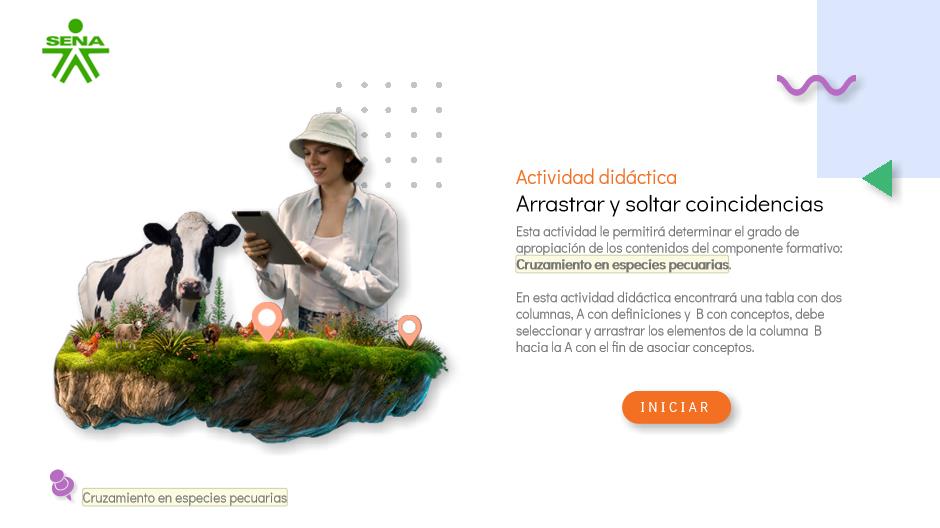 SENA
Actividad didáctica
Arrastrar y soltar coincidencias
Esta actividad le permitirá determinar el grado de
apropiación de los contenidos del componente formativo:
Cruzamiento en especies pecuarias.
En esta actividad didáctica encontrará una tabla con dos
columnas, A con definiciones y B con conceptos, debe
seleccionar y arrastrar los elementos de la columna B
hacia la A con el fin de asociar conceptos.
INICIAR
Cruzamiento en especies pecuarias